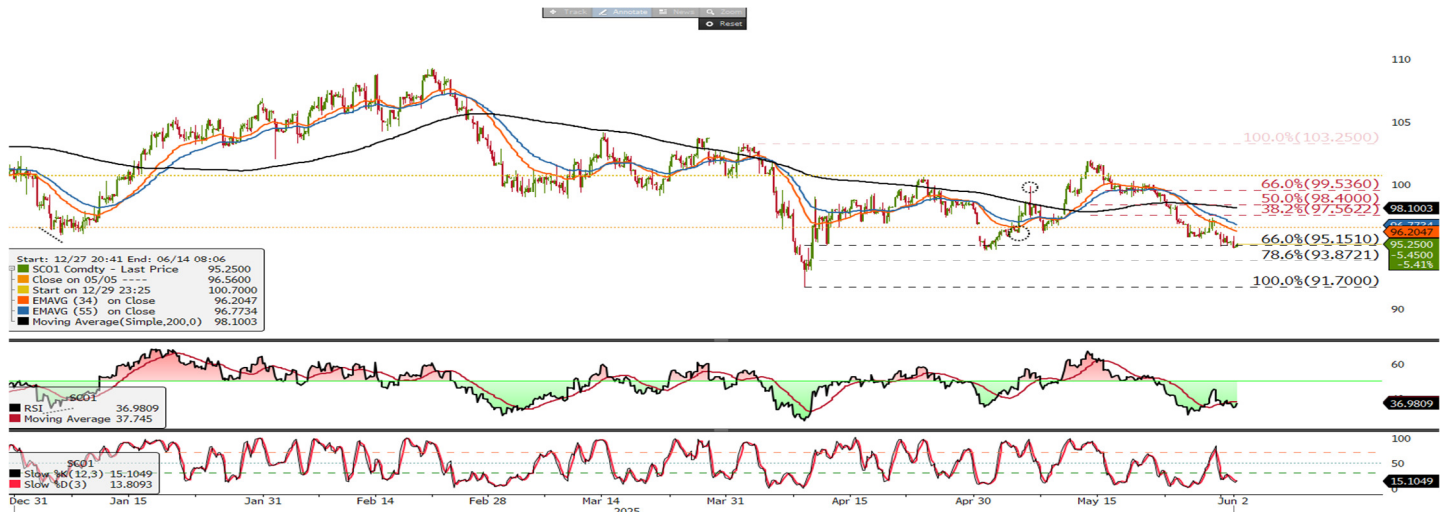 Track Annotate News Zoom
Reset
110
105
100.0%(103.2500)
100
66.0%(99.5360)
50.0%(98.4000)
38.2%(97.5622)
98.1003
96.7734
96.2047
66.0%(95.1510)
95.2500
-5.4500
-5.41%
78.6%(93.8721)
100.0%(91.7000)
90
Start: 12/27 20:41 End: 06/14 08:06
SCO1 Comdty - Last Price 95.2500
Close on 05/05 ---- 96.5600
Start on 12/29 23:25 100.7000
EMAVG (34) on Close 96.2047
EMAVG (55) on Close 96.7734
Moving Average(Simple,200,0) 98.1003
60
SCO1
RSI 36.9809
Moving Average 37.745
36.9809
100
50
0
SCO1
Slow %K(12,3) 15.1049
Slow %D(3) 13.8093
15.1049
Dec 31 Jan 15 Jan 31 Feb 14 Feb 28 Mar 14 Mar 31 Apr 15 Apr 30 May 15 Jun 2
2025